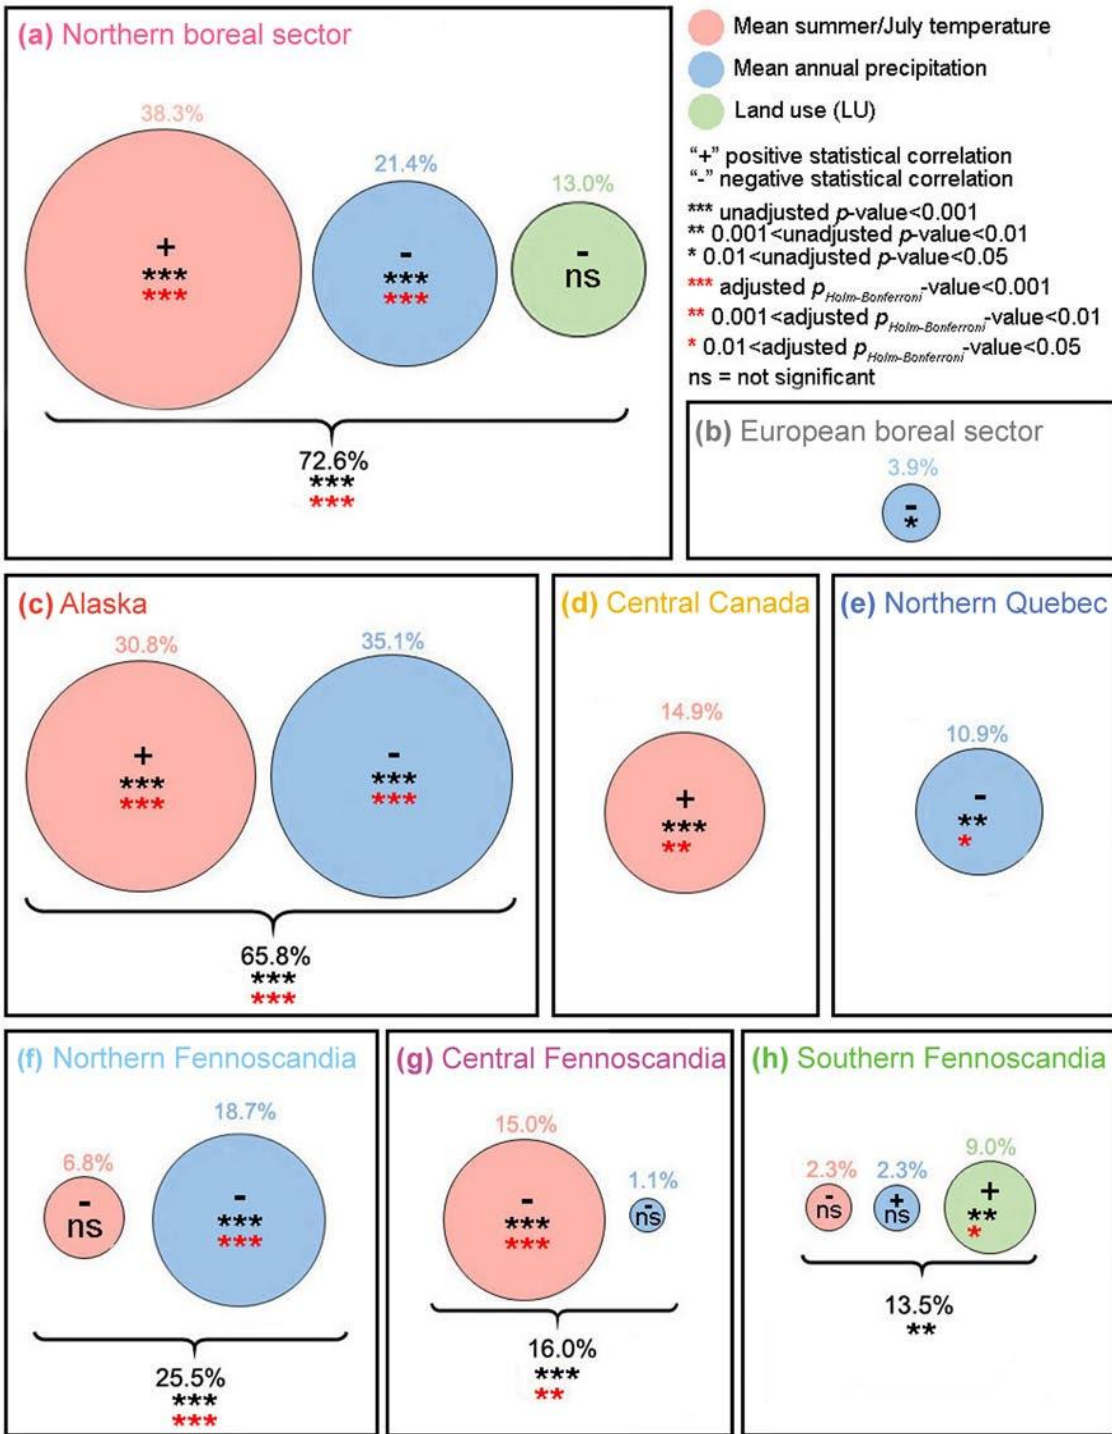 (a) Northern boreal sector
38.3%
+
***
***
21.4%
-
***
***
13.0%
-
ns
72.6%
***
***
Mean summer/July temperature
Mean annual precipitation
Land use (LU)
"+" positive statistical correlation
"-" negative statistical correlation
*** unadjusted p-value<0.001
** 0.001<unadjusted p-value<0.01
* 0.01<unadjusted p-value<0.05
*** adjusted pHolm-Bonferroni-value<0.001
** 0.001<adjusted pHolm-Bonferroni-value<0.01
* 0.01<adjusted pHolm-Bonferroni-value<0.05
ns = not significant
(b) European boreal sector
3.9%
-
*
(c) Alaska
30.8%
+
***
***
35.1%
-
***
***
65.8%
***
***
(d) Central Canada
14.9%
+
***
**
(e) Northern Quebec
10.9%
-
**
*
(f) Northern Fennoscandia
6.8%
-
ns
18.7%
-
***
***
25.5%
***
***
(g) Central Fennoscandia
15.0%
-
***
***
1.1%
-
ns
16.0%
***
**
(h) Southern Fennoscandia
2.3%
-
ns
2.3%
+
ns
9.0%
+
**
*
13.5%
**